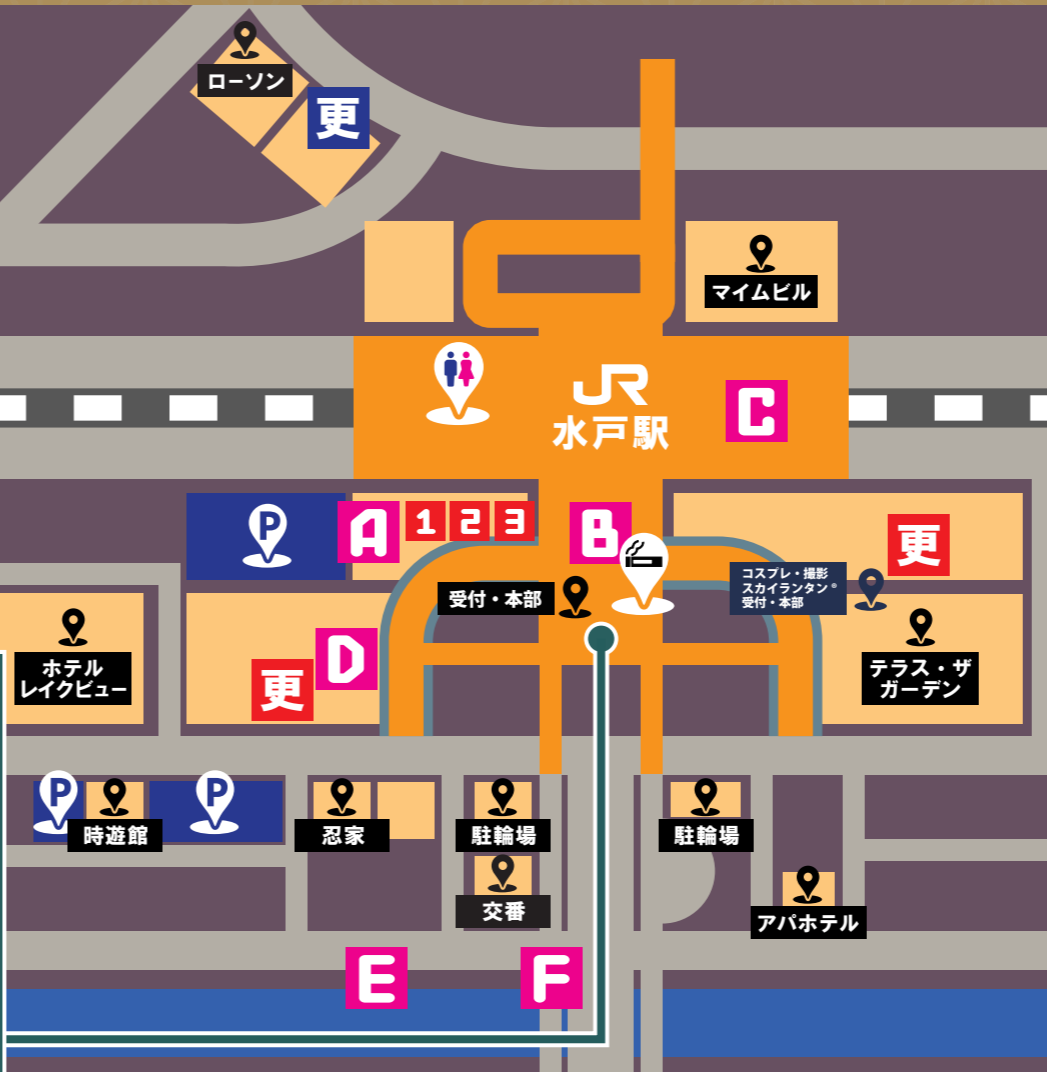 ローソン
更
マイムビル
JR
水戸駅
C
P
A
1
2
3
B
更
受付・本部
コスプレ・撮影
スカイランタン®
受付・本部
ホテル
レイクビュー
D
更
テラス・ザ
ガーデン
P
時遊館
P
忍家
駐輪場
駐輪場
交番
アパホテル
E
F